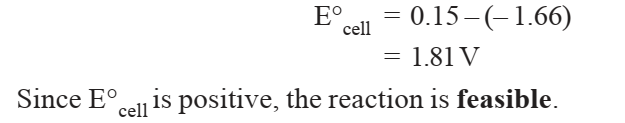 E°cell = 0.15 – (– 1.66)
= 1.81 V
Since E°cell is positive, the reaction is feasible.